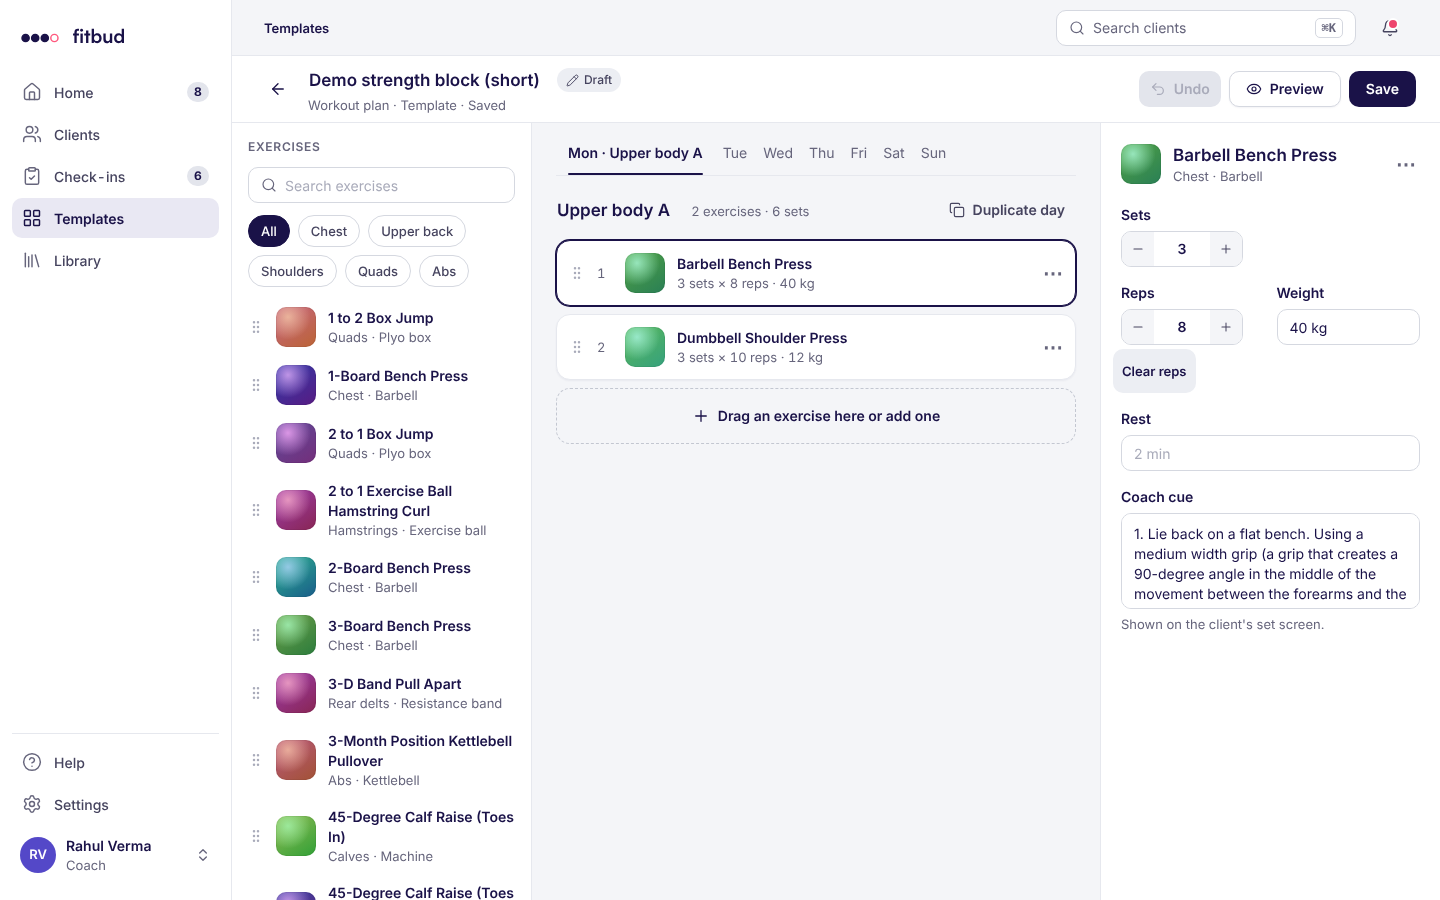 fitbud
Home 8
Clients
Check-ins 6
Templates
Library
Help
Settings
RV
Rahul Verma
Coach
Templates
Search clients ⌘K
Demo strength block (short) Draft
Workout plan · Template · Saved
Undo Preview Save
EXERCISES
Search exercises
All Chest Upper back
Shoulders Quads Abs
1 to 2 Box Jump
Quads · Plyo box
1-Board Bench Press
Chest · Barbell
2 to 1 Box Jump
Quads · Plyo box
2 to 1 Exercise Ball
Hamstring Curl
Hamstrings · Exercise ball
2-Board Bench Press
Chest · Barbell
3-Board Bench Press
Chest · Barbell
3-D Band Pull Apart
Rear delts · Resistance band
3-Month Position Kettlebell
Pullover
Abs · Kettlebell
45-Degree Calf Raise (Toes
In)
Calves · Machine
45-Degree Calf Raise (Toes
Mon · Upper body A Tue Wed Thu Fri Sat Sun
Upper body A 2 exercises · 6 sets Duplicate day
1 Barbell Bench Press
3 sets × 8 reps · 40 kg
2 Dumbbell Shoulder Press
3 sets × 10 reps · 12 kg
Drag an exercise here or add one
Barbell Bench Press
Chest · Barbell
Sets
3
Reps Weight
8 40 kg
Clear reps
Rest
2 min
Coach cue
1. Lie back on a flat bench. Using a
medium width grip (a grip that creates a
90-degree angle in the middle of the
movement between the forearms and the
Shown on the client's set screen.